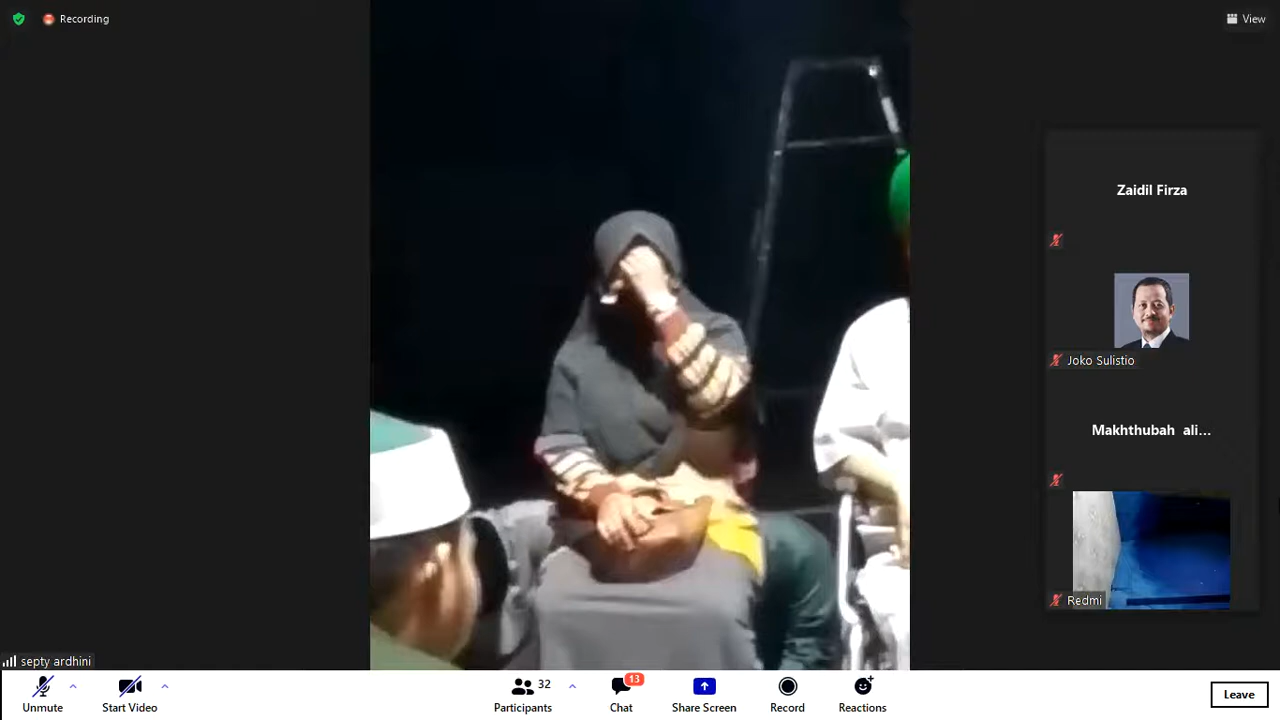 Recording
View
Zaidil Firza
Joko Sulistio
Makhthubah ali...
Redmi
septy ardhini
Unmute
Start Video
32
Participants
13
Chat
Share Screen
Record
Reactions
Leave